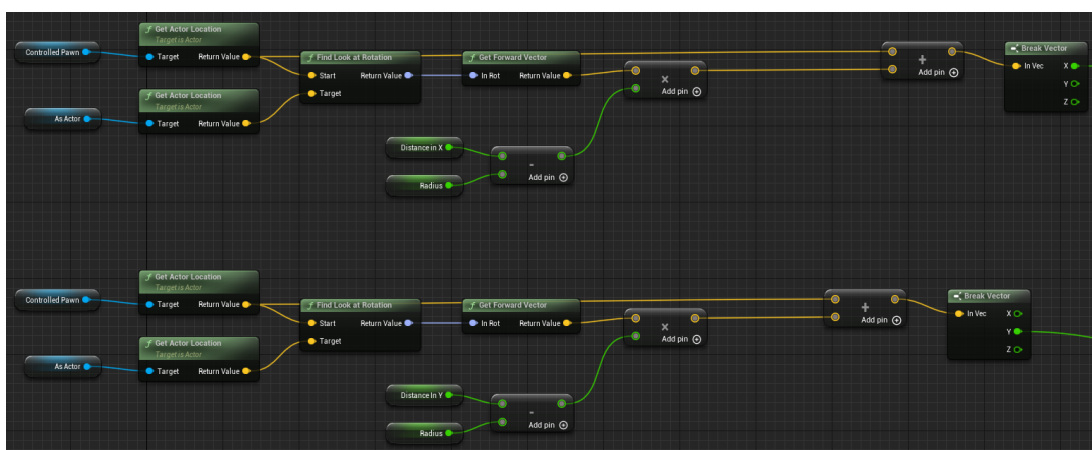 Controlled Pawn
Get Actor Location
Target is Actor
Target Return Value
As Actor
Get Actor Location
Target is Actor
Target Return Value
Find Look at Rotation
Start Return Value
Target
Get Forward Vector
In Rot Return Value
×
Add pin
Distance in X
Radius
-
Add pin
+
Add pin
Break Vector
In Vec X
Y
Z
Controlled Pawn
Get Actor Location
Target is Actor
Target Return Value
As Actor
Get Actor Location
Target is Actor
Target Return Value
Find Look at Rotation
Start Return Value
Target
Get Forward Vector
In Rot Return Value
×
Add pin
Distance In Y
Radius
-
Add pin
+
Add pin
Break Vector
In Vec X
Y
Z